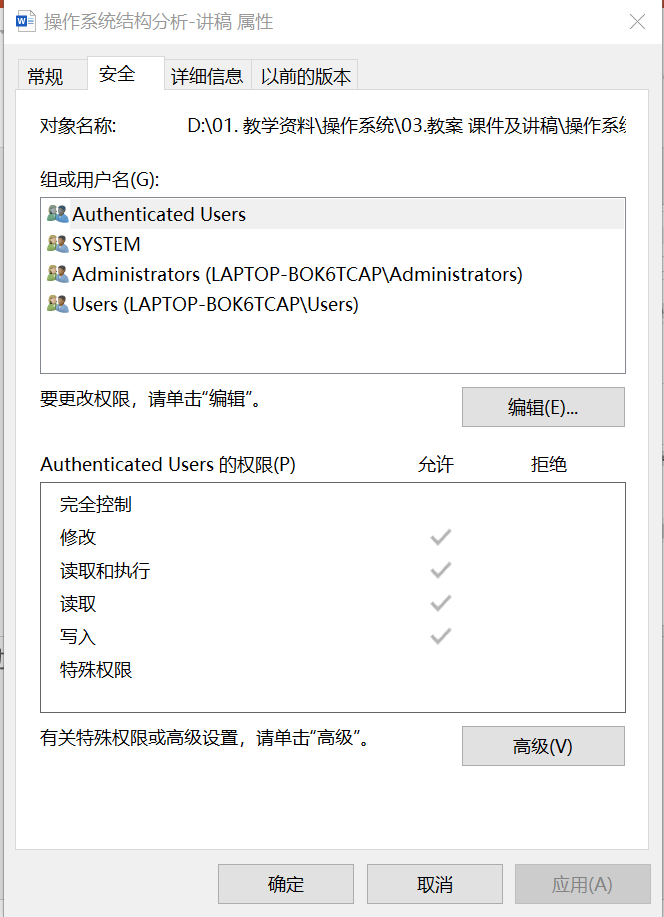 操作系统结构分析-讲稿 属性
常规 安全 详细信息 以前的版本
对象名称: D:\01. 教学资料\操作系统\03.教案 课件及讲稿\操作系
组或用户名(G):
Authenticated Users
SYSTEM
Administrators (LAPTOP-BOK6TCAP\Administrators)
Users (LAPTOP-BOK6TCAP\Users)
要更改权限，请单击“编辑”。 编辑(E)...
Authenticated Users 的权限(P) 允许 拒绝
完全控制
修改
读取和执行
读取
写入
特殊权限
有关特殊权限或高级设置，请单击“高级”。 高级(V)
确定 取消 应用(A)